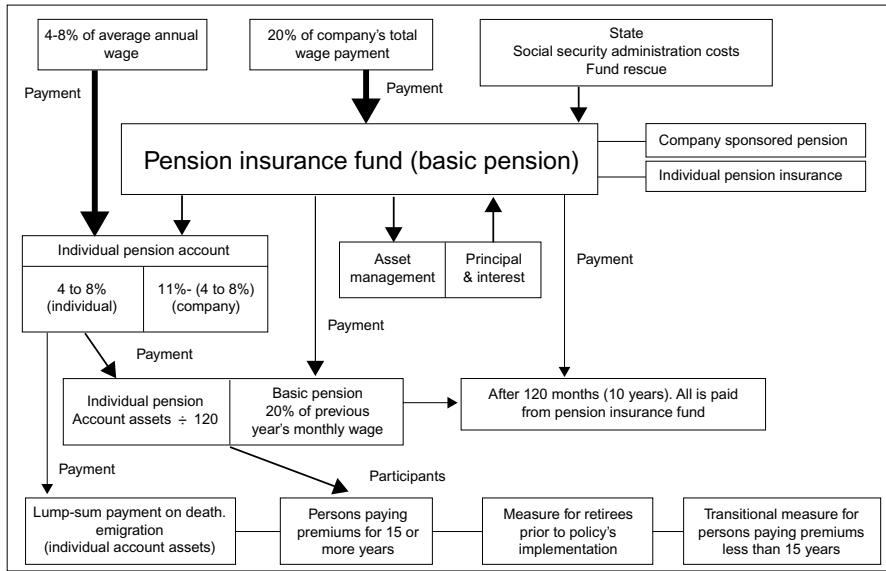 4-8% of average annual
wage
20% of company's total
wage payment
State
Social security administration costs
Fund rescue
Payment
Payment
Pension insurance fund (basic pension)
Company sponsored pension
Individual pension insurance
Individual pension account
4 to 8%
(individual)
11%- (4 to 8%)
(company)
Asset
management
Principal
& interest
Payment
Payment
Payment
Individual pension
Account assets ÷ 120
Basic pension
20% of previous
year's monthly wage
After 120 months (10 years). All is paid
from pension insurance fund
Payment
Participants
Lump-sum payment on death.
emigration
(individual account assets)
Persons paying
premiums for 15 or
more years
Measure for retirees
prior to policy's
implementation
Transitional measure for
persons paying premiums
less than 15 years